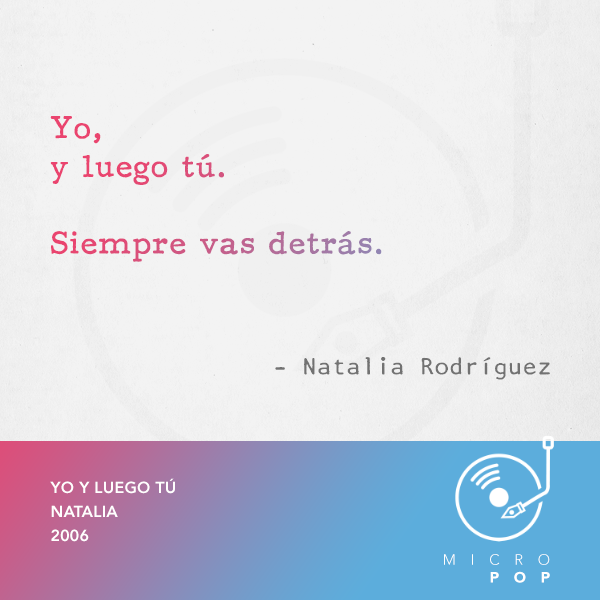 Yo,
y luego tú.
Siempre vas detrás.
- Natalia Rodríguez
YO Y LUEGO TÚ
NATALIA
2006
MICRO
POP